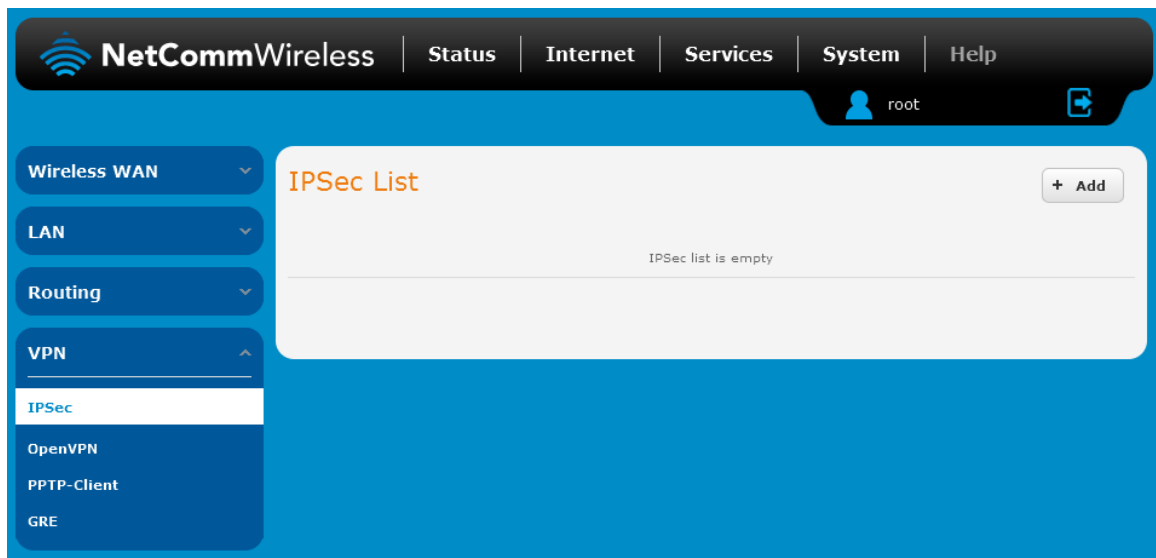 NetCommWireless Status Internet Services System Help
root
Wireless WAN
LAN
Routing
VPN
IPSec
OpenVPN
PPTP-Client
GRE
IPSec List
+ Add
IPSec list is empty